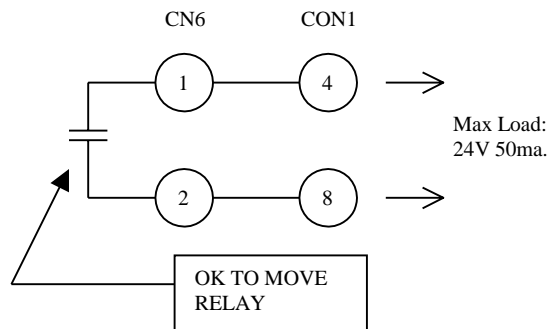 CN6 CON1
1 4
Max Load:
24V 50ma.
2 8
OK TO MOVE
RELAY